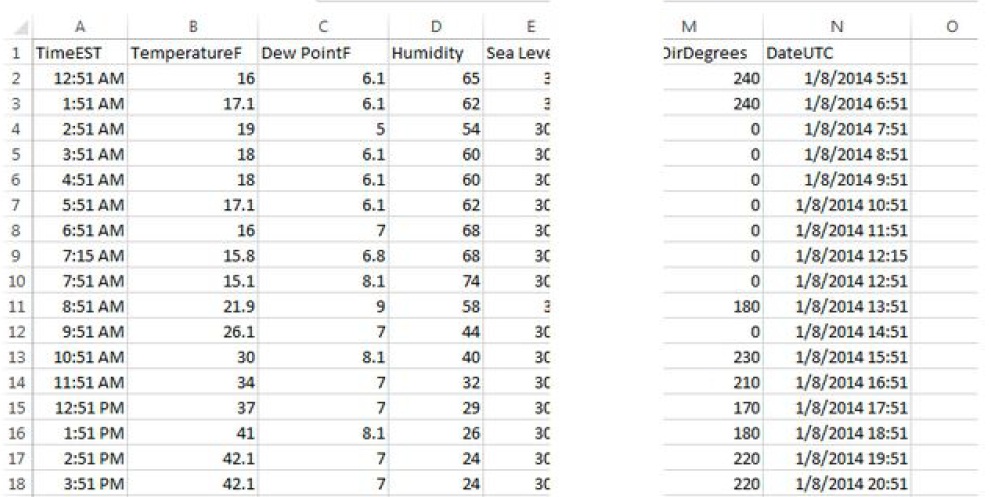 A B C D E M N O
1 TimeEST TemperatureF Dew PointF Humidity Sea Leve DirDegrees DateUTC
2 12:51 AM 16 6.1 65 3 240 1/8/2014 5:51
3 1:51 AM 17.1 6.1 62 3 240 1/8/2014 6:51
4 2:51 AM 19 5 54 30 0 1/8/2014 7:51
5 3:51 AM 18 6.1 60 30 0 1/8/2014 8:51
6 4:51 AM 18 6.1 60 30 0 1/8/2014 9:51
7 5:51 AM 17.1 6.1 62 30 0 1/8/2014 10:51
8 6:51 AM 16 7 68 30 0 1/8/2014 11:51
9 7:15 AM 15.8 6.8 68 30 0 1/8/2014 12:15
10 7:51 AM 15.1 8.1 74 30 0 1/8/2014 12:51
11 8:51 AM 21.9 9 58 3 180 1/8/2014 13:51
12 9:51 AM 26.1 7 44 30 0 1/8/2014 14:51
13 10:51 AM 30 8.1 40 30 230 1/8/2014 15:51
14 11:51 AM 34 7 32 30 210 1/8/2014 16:51
15 12:51 PM 37 7 29 30 170 1/8/2014 17:51
16 1:51 PM 41 8.1 26 30 180 1/8/2014 18:51
17 2:51 PM 42.1 7 24 30 220 1/8/2014 19:51
18 3:51 PM 42.1 7 24 30 220 1/8/2014 20:51